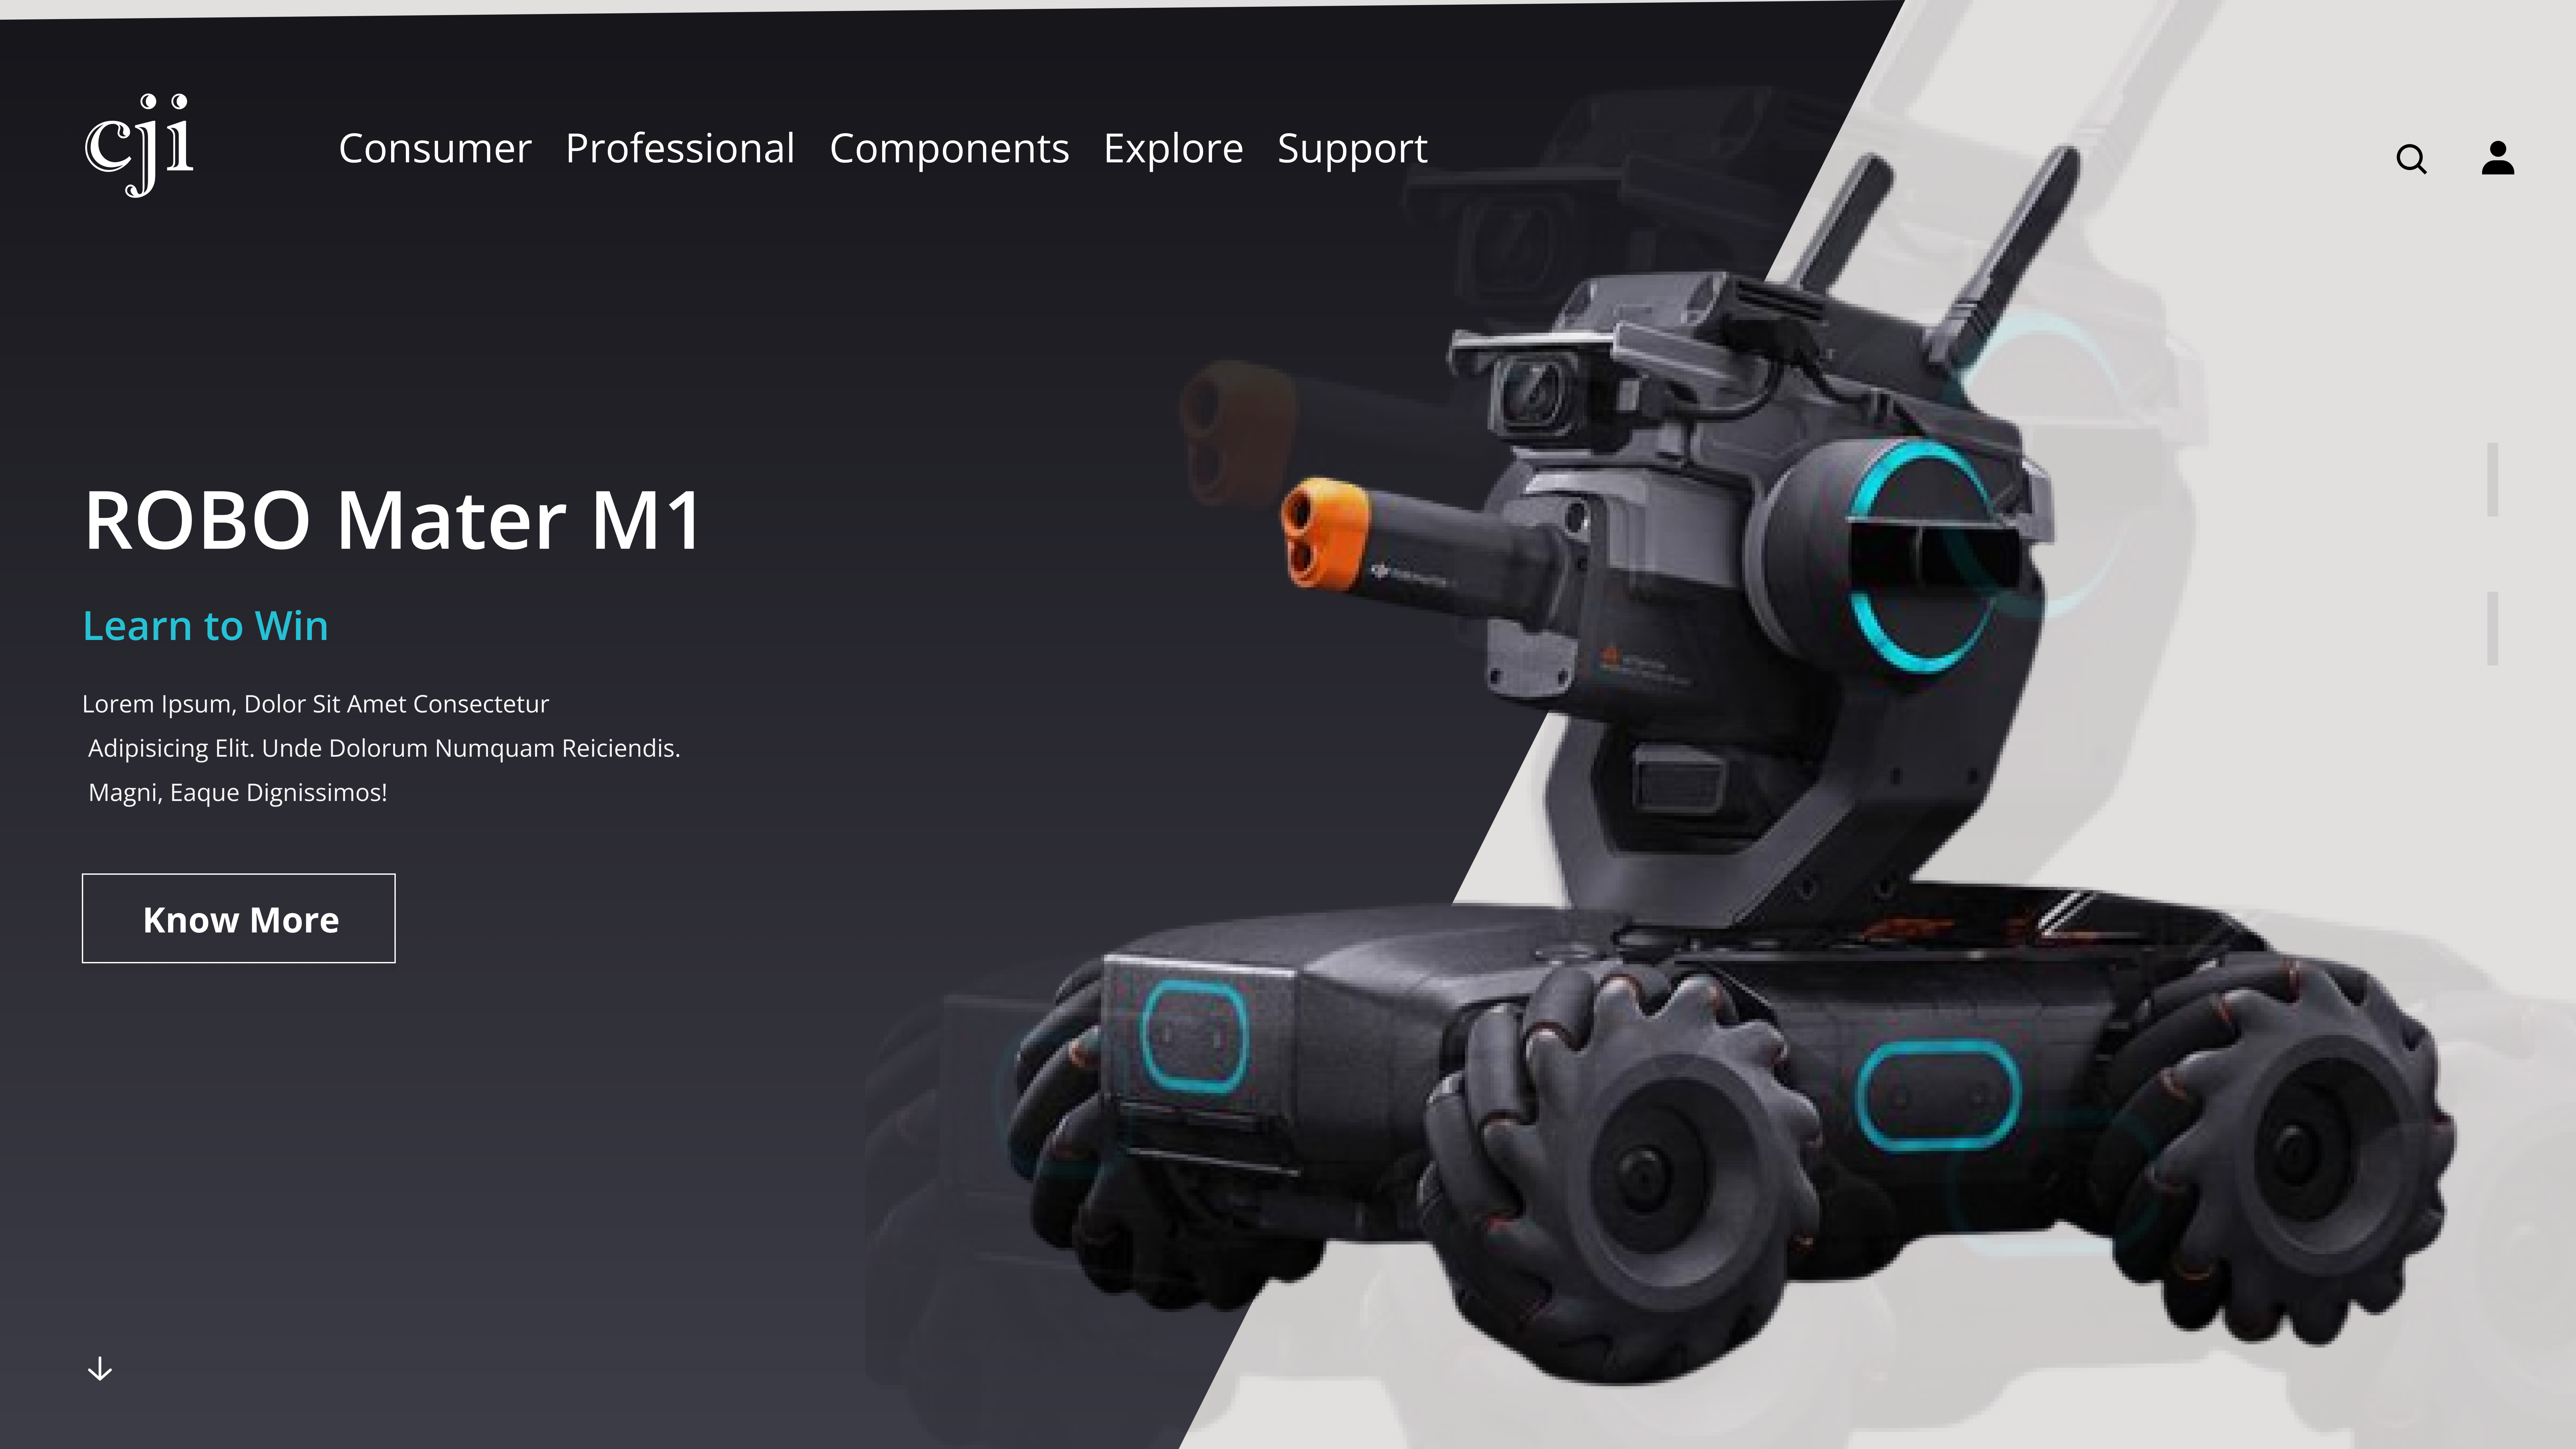 cji
Consumer Professional Components Explore Support
ROBO Mater M1
Learn to Win
Lorem Ipsum, Dolor Sit Amet Consectetur
Adipisicing Elit. Unde Dolorum Numquam Reiciendis.
Magni, Eaque Dignissimos!
Know More